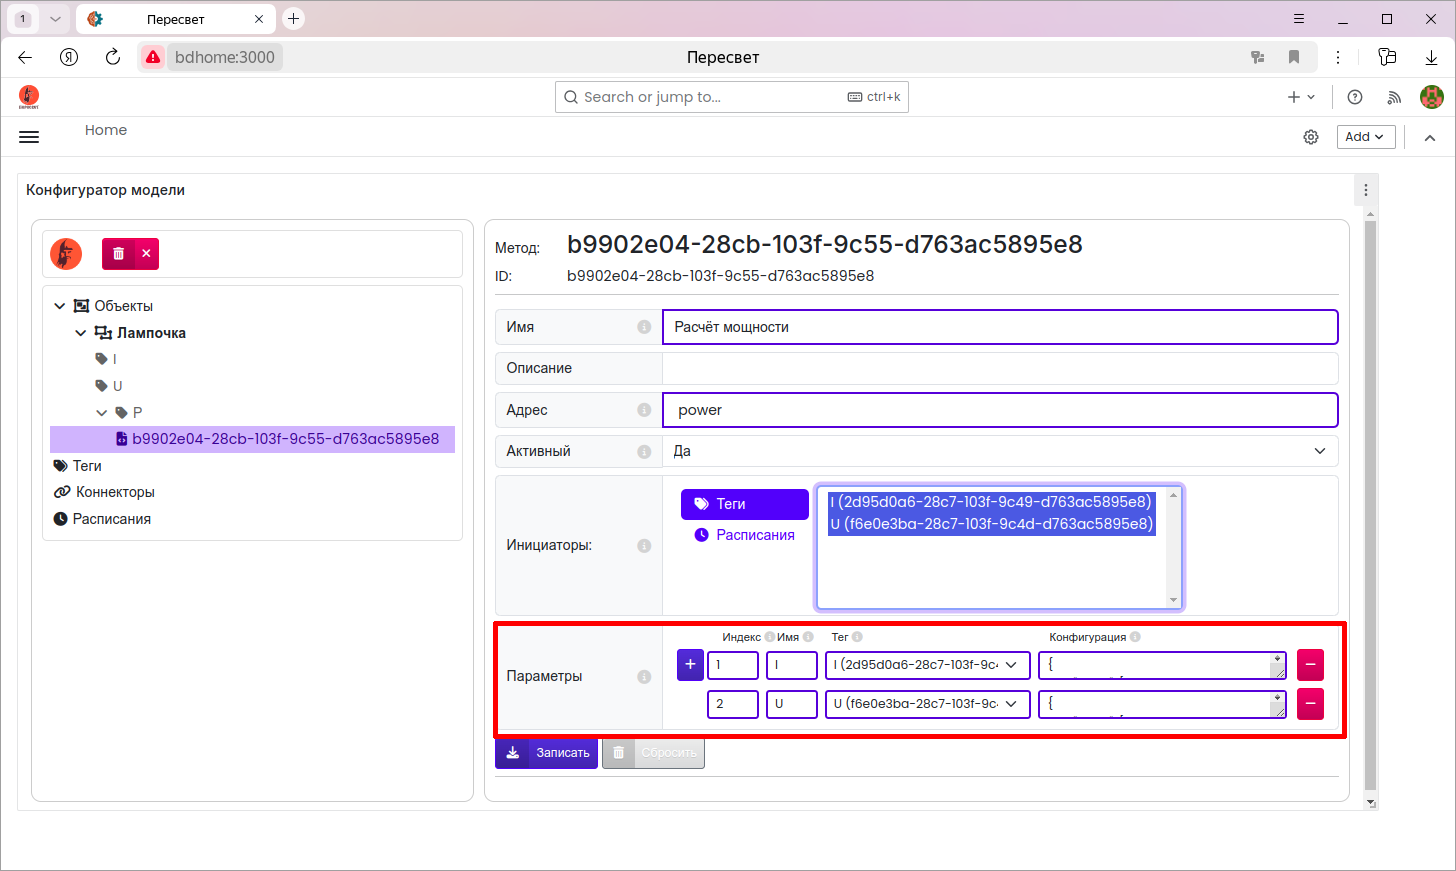 1
Пересвет
bdhome:3000
Пересвет
Search or jump to...
ctrl+k
Home
Add
Конфигуратор модели
Объекты
Лампочка
I
U
P
b9902e04-28cb-103f-9c55-d763ac5895e8
Теги
Коннекторы
Расписания
Метод: b9902e04-28cb-103f-9c55-d763ac5895e8
ID: b9902e04-28cb-103f-9c55-d763ac5895e8
Имя Расчёт мощности
Описание
Адрес power
Активный Да
Инициаторы:
Теги
Расписания
I (2d95d0a6-28c7-103f-9c49-d763ac5895e8)
U (f6e0e3ba-28c7-103f-9c4d-d763ac5895e8)
Параметры
Индекс Имя Тег Конфигурация
+ 1 I I (2d95d0a6-28c7-103f-9c4 { −
2 U U (f6e0e3ba-28c7-103f-9c4 { −
Записать Сбросить